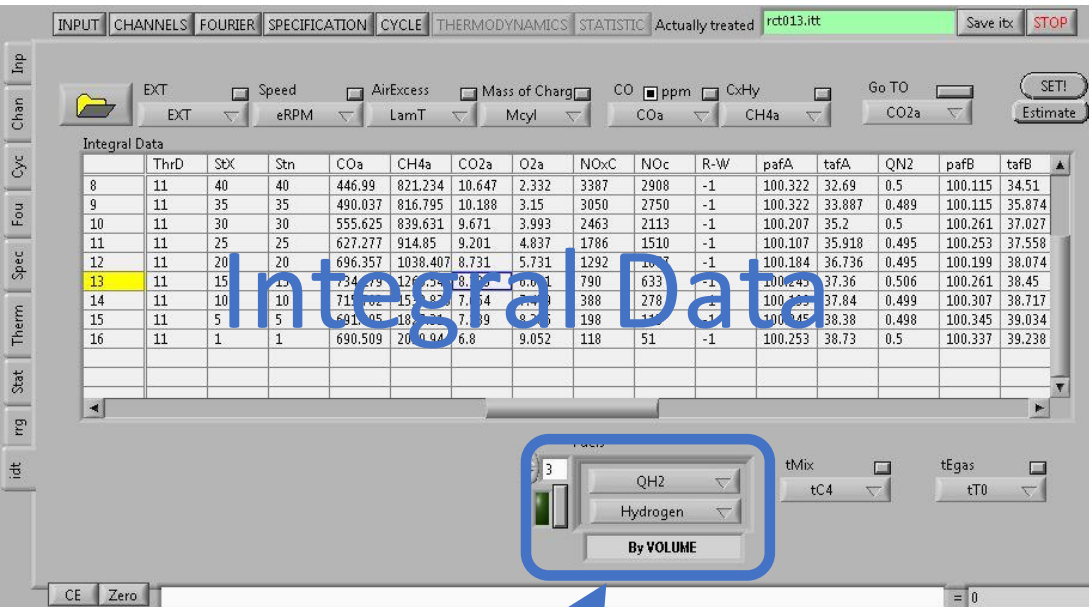 INPUT CHANNELS FOURIER SPECIFICATION CYCLE THERMODYNAMICS STATISTIC Actually treated rct013.itt Save itx STOP
Inp
Chan
Cyc
Fou
Spec
Therm
Stat
rrg
idt
EXT Speed AirExcess Mass of Charg CO ppm CxHy Go TO SET!
EXT eRPM LamT Mcyl COa CH4a CO2a Estimate
Integral Data
ThrD StX Stn COa CH4a CO2a O2a NOxC NOc R-W pafA tafA QN2 pafB tafB
8 11 40 40 446.99 821.234 10.647 2.332 3387 2908 -1 100.322 32.69 0.5 100.115 34.51
9 11 35 35 490.037 816.795 10.188 3.15 3050 2750 -1 100.322 33.887 0.489 100.115 35.874
10 11 30 30 555.625 839.631 9.671 3.993 2463 2113 -1 100.207 35.2 0.5 100.261 37.027
11 11 25 25 627.277 914.85 9.201 4.837 1786 1510 -1 100.107 35.918 0.495 100.253 37.558
12 11 20 20 696.357 1038.407 8.731 5.731 1292 -1 100.184 36.736 0.495 100.199 38.074
13 11 15 790 633 37.36 0.506 100.261 38.45
14 11 10 10 388 278 37.84 0.499 100.307 38.717
15 11 5 5 198 38.38 0.498 100.345 39.034
16 11 1 1 690.509 6.8 9.052 118 51 -1 100.253 38.73 0.5 100.337 39.238
Integral Data
3
QH2
Hydrogen
By VOLUME
tMix
tC4
tEgas
tT0
CE Zero = 0